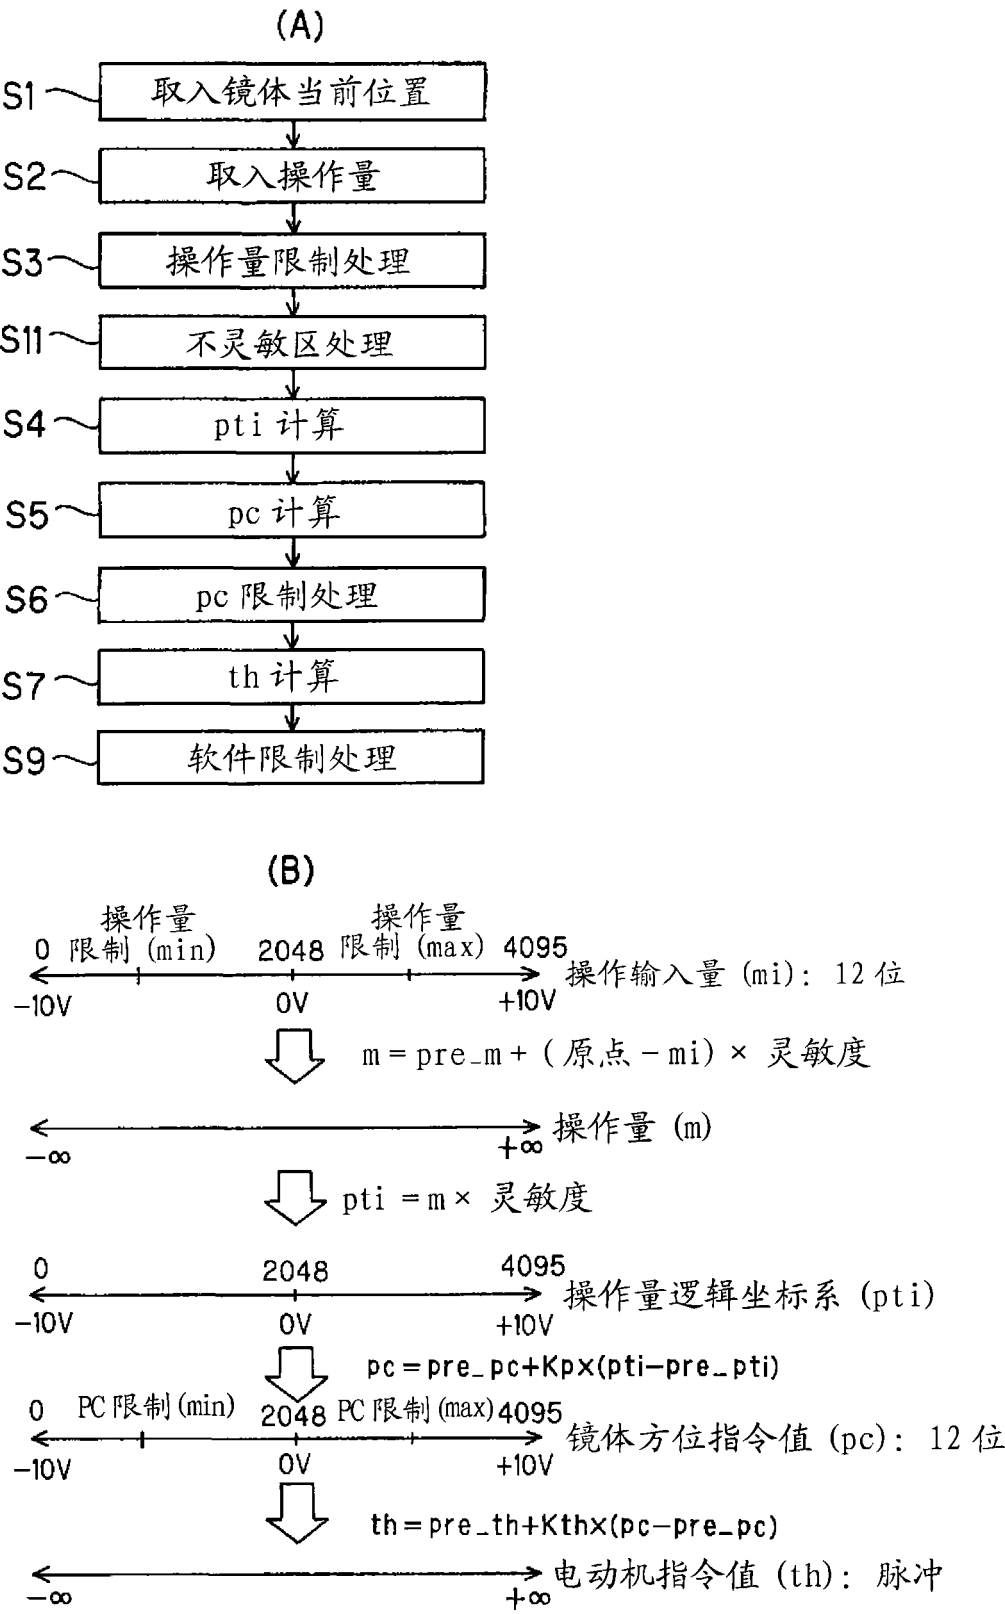 (A)
S1 取入镜体当前位置
S2 取入操作量
S3 操作量限制处理
S11 不灵敏区处理
S4 pti 计算
S5 pc 计算
S6 pc 限制处理
S7 th 计算
S9 软件限制处理
(B)
操作量 操作量
0 限制 (min) 2048 限制 (max) 4095
操作输入量 (mi)：12 位
-10V 0V +10V
m=pre_m+(原点-mi)× 灵敏度
操作量 (m)
-∞ +∞
pti =m× 灵敏度
0 2048 4095
操作量逻辑坐标系 (pti)
-10V 0V +10V
pc=pre_pc+Kp×(pti-pre_pti)
0 PC限制(min) 2048 PC限制(max) 4095
镜体方位指令值 (pc)：12 位
-10V 0V +10V
th=pre_th+Kth×(pc-pre_pc)
电动机指令值 (th)：脉冲
-∞ +∞